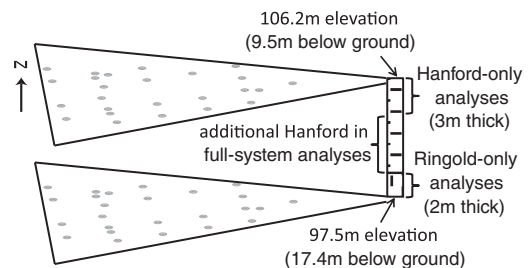 106.2m elevation
(9.5m below ground)
Z
Hanford-only
analyses
(3m thick)
additional Hanford in
full-system analyses
Ringold-only
analyses
(2m thick)
97.5m elevation
(17.4m below ground)